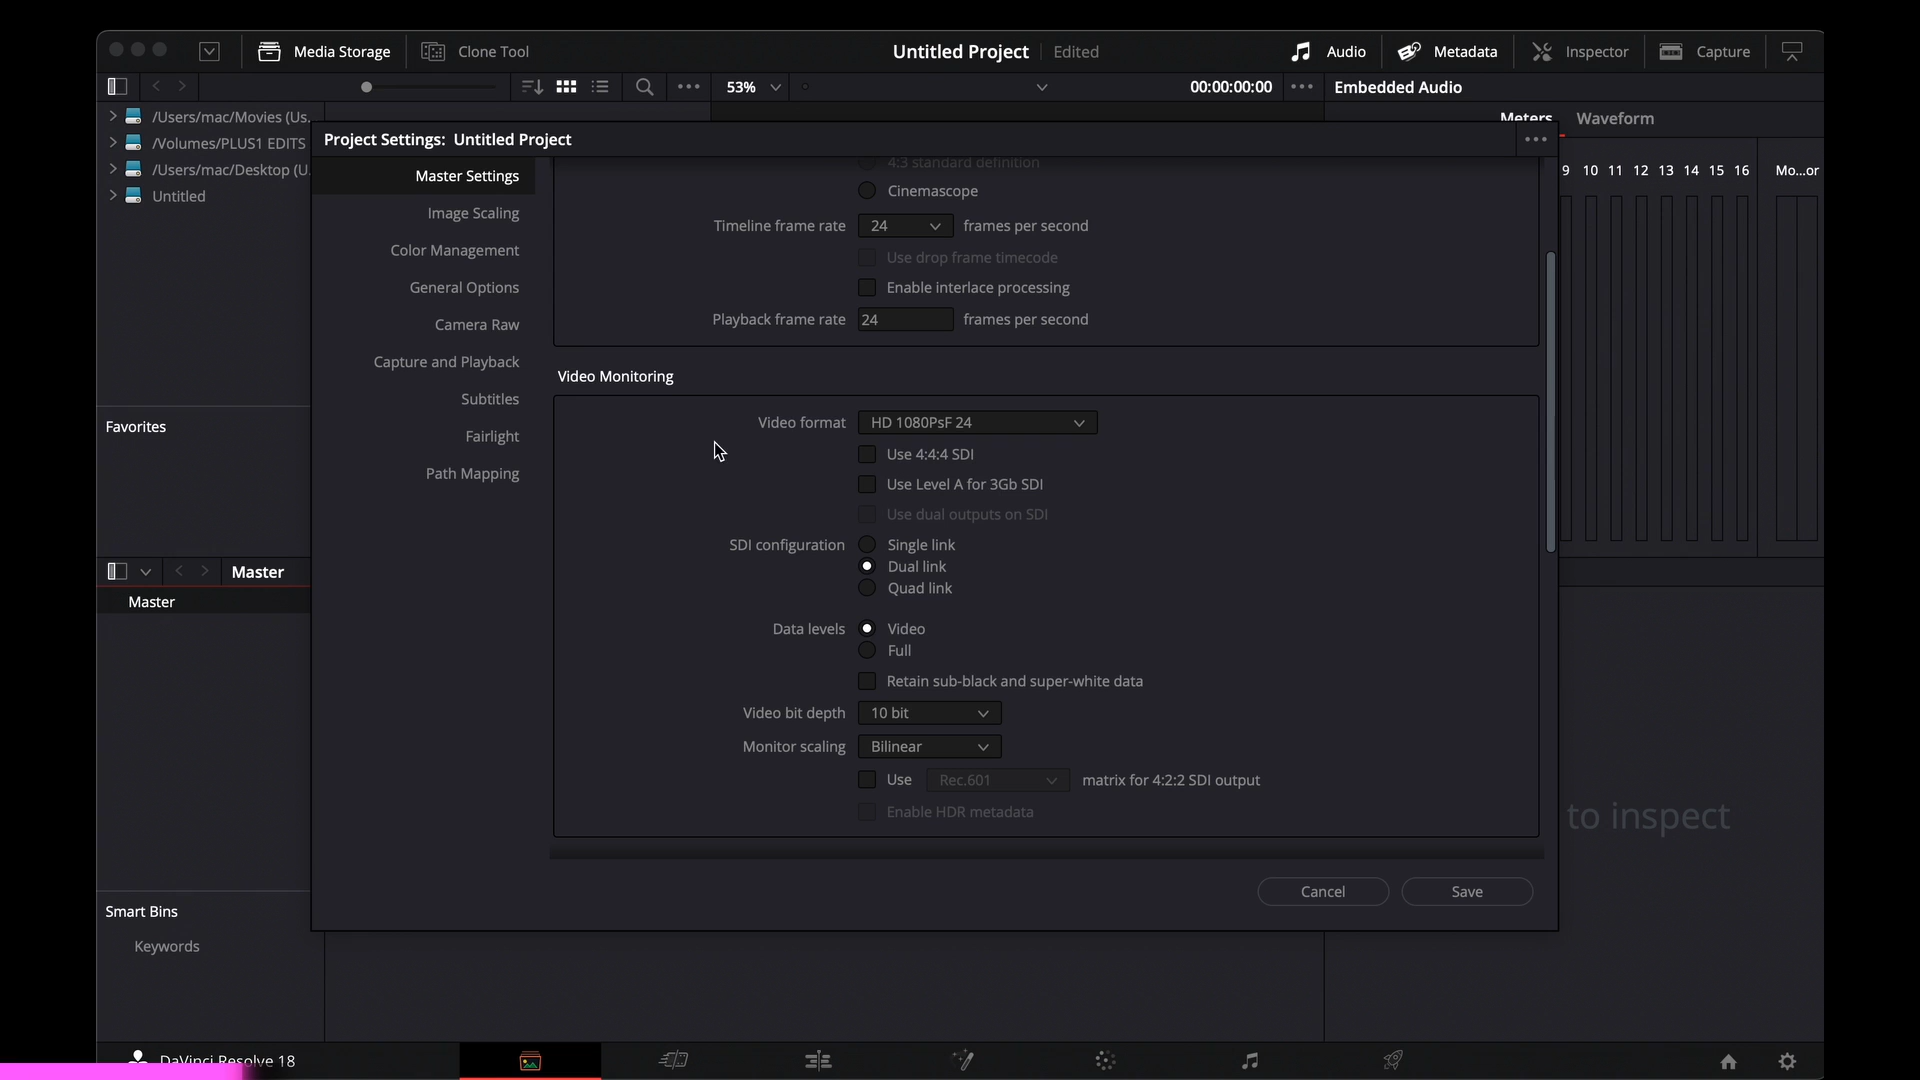 Media Storage
Clone Tool
Untitled Project
Edited
Audio
Metadata
Inspector
Capture
53%
00:00:00:00
Embedded Audio
/Users/mac/Movies (Us.
/Volumes/PLUS1 EDITS
/Users/mac/Desktop (U.
Untitled
Meters
Waveform
9 10 11 12 13 14 15 16 Mo...or
Project Settings: Untitled Project
Master Settings
Image Scaling
Color Management
General Options
Camera Raw
Capture and Playback
Subtitles
Fairlight
Path Mapping
4:3 standard definition
Cinemascope
Timeline frame rate 24 frames per second
Use drop frame timecode
Enable interlace processing
Playback frame rate 24 frames per second
Video Monitoring
Video format HD 1080PsF 24
Use 4:4:4 SDI
Use Level A for 3Gb SDI
Use dual outputs on SDI
SDI configuration Single link
Dual link
Quad link
Data levels Video
Full
Retain sub-black and super-white data
Video bit depth 10 bit
Monitor scaling Bilinear
Use Rec.601 matrix for 4:2:2 SDI output
Enable HDR metadata
Cancel
Save
Favorites
Master
Master
Smart Bins
Keywords
to inspect
DaVinci Resolve 18